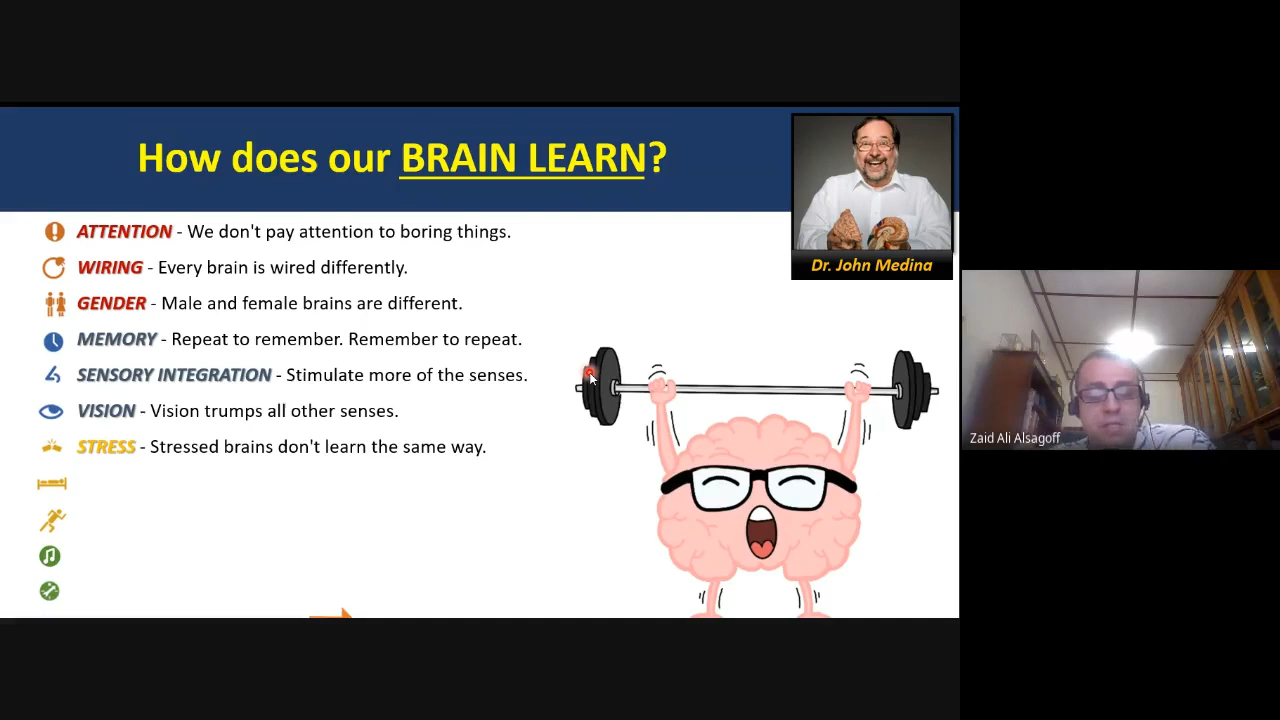 How does our BRAIN LEARN?
Dr. John Medina
ATTENTION - We don't pay attention to boring things.
WIRING - Every brain is wired differently.
GENDER - Male and female brains are different.
MEMORY - Repeat to remember. Remember to repeat.
SENSORY INTEGRATION - Stimulate more of the senses.
VISION - Vision trumps all other senses.
STRESS - Stressed brains don't learn the same way.
Zaid Ali Alsagoff